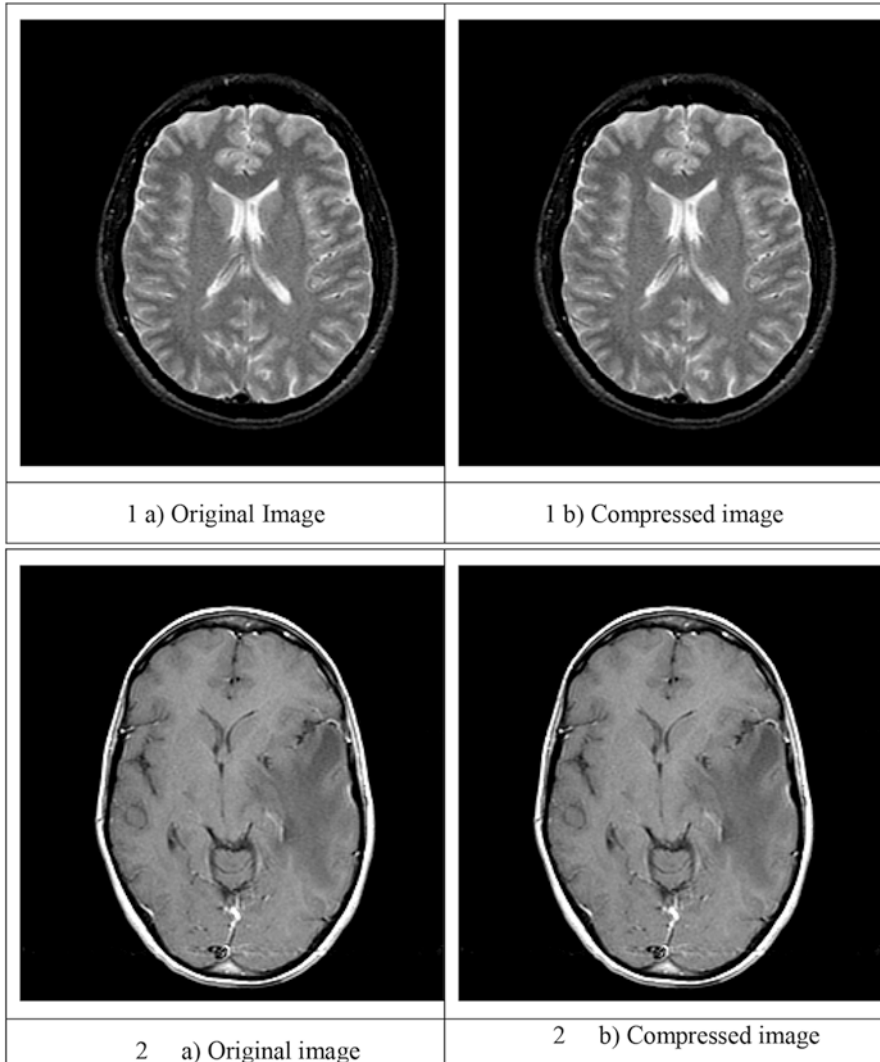 1 a) Original Image
1 b) Compressed image
2 a) Original image
2 b) Compressed image